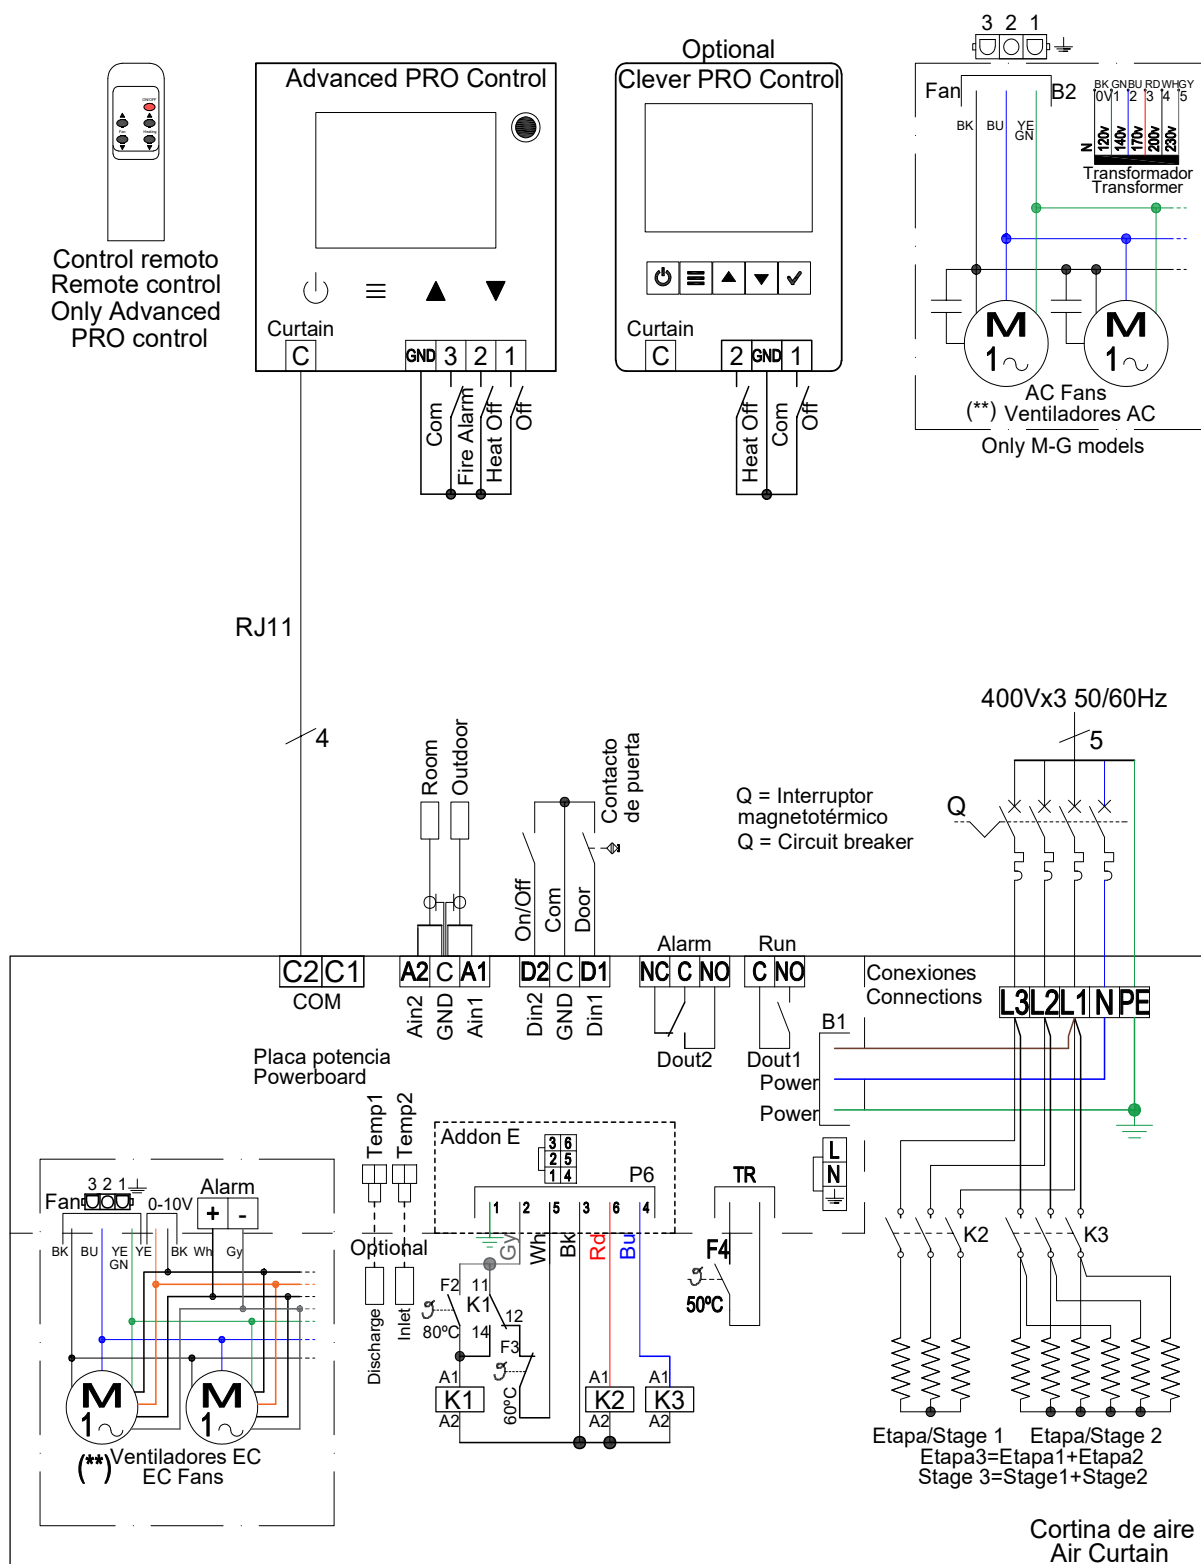 3 2 1
Optional
Advanced PRO Control
Clever PRO Control
ON/OFF
Fan
Heating
Fan
B2
BK
BU
YE
GN
BK GN BU RD WH GY
0V 1 2 3 4 5
N
120v
140v
170v
200v
230v
Transformador
Transformer
Control remoto
Remote control
Only Advanced
PRO control
Curtain
C
GND 3 2 1
Com
Fire Alarm
Heat Off
Off
Curtain
C
2 GND 1
Heat Off
Com
Off
M
1
M
1
AC Fans
(**) Ventiladores AC
Only M-G models
RJ11
4
400Vx3 50/60Hz
5
Room
Outdoor
Contacto
de puerta
On/Off
Com
Door
Q = Interruptor
magnetotérmico
Q = Circuit breaker
Q
C2 C1
COM
A2 C A1
Ain2
GND
Ain1
D2 C D1
Din2
GND
Din1
Alarm
NC C NO
Dout2
Run
C NO
Dout1
Conexiones
Connections
L3 L2 L1 N PE
B1
Power
Power
Placa potencia
Powerboard
Temp1
Temp2
Addon E
3 6
2 5
1 4
P6
1 2 5 3 6 4
TR
L
N
Fan
3 2 1
0-10V
Alarm
+ -
BK
BU
YE
GN
YE
BK
Wh
Gy
Optional
Discharge
Inlet
Gy
Wh
Bk
Rd
Bu
F2
80ºC
11
K1
12
14
F3
60ºC
F4
50ºC
A1
K1
A2
A1
K2
A2
A1
K3
A2
K2
K3
M
1
M
1
(**) Ventiladores EC
EC Fans
Etapa/Stage 1
Etapa/Stage 2
Etapa3=Etapa1+Etapa2
Stage 3=Stage1+Stage2
Cortina de aire
Air Curtain